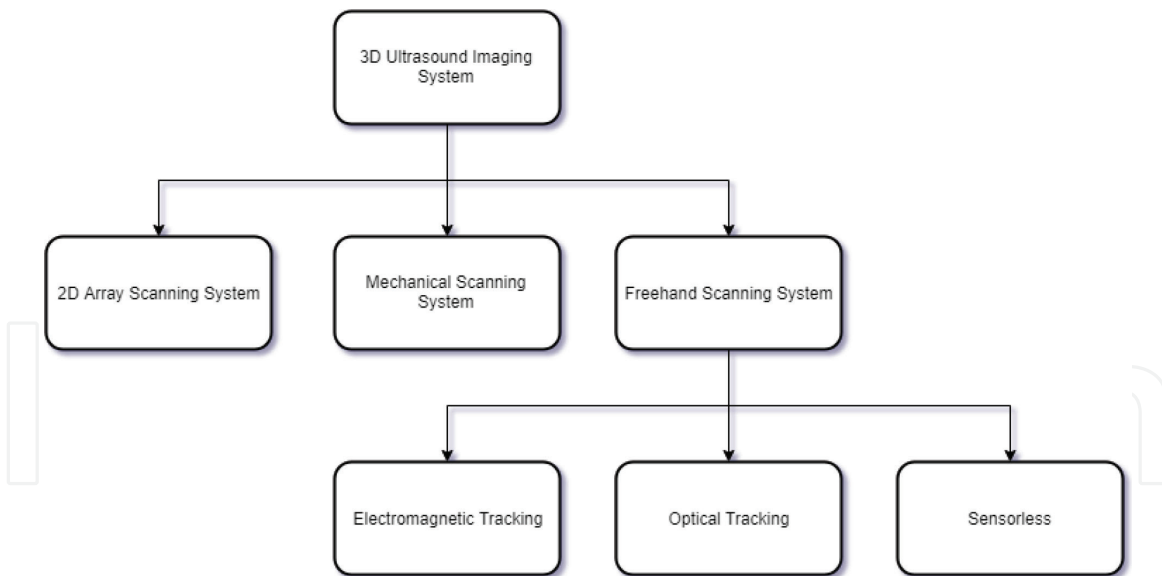 3D Ultrasound Imaging
System
2D Array Scanning System
Mechanical Scanning
System
Freehand Scanning System
Electromagnetic Tracking
Optical Tracking
Sensorless